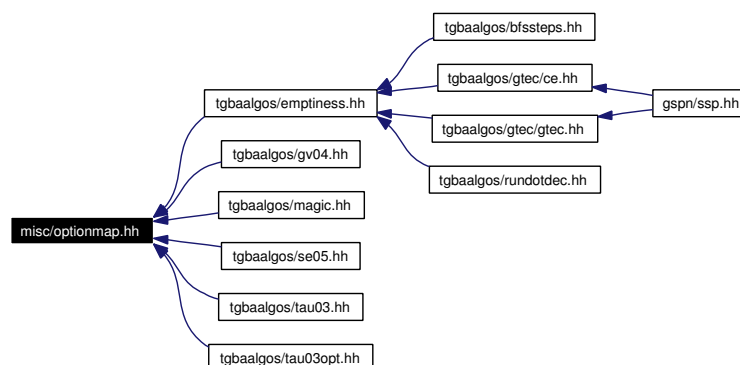 tgbaalgos/bfssteps.hh
tgbaalgos/gtec/ce.hh
tgbaalgos/emptiness.hh
gspn/ssp.hh
tgbaalgos/gtec/gtec.hh
tgbaalgos/gv04.hh
tgbaalgos/rundotdec.hh
tgbaalgos/magic.hh
misc/optionmap.hh
tgbaalgos/se05.hh
tgbaalgos/tau03.hh
tgbaalgos/tau03opt.hh